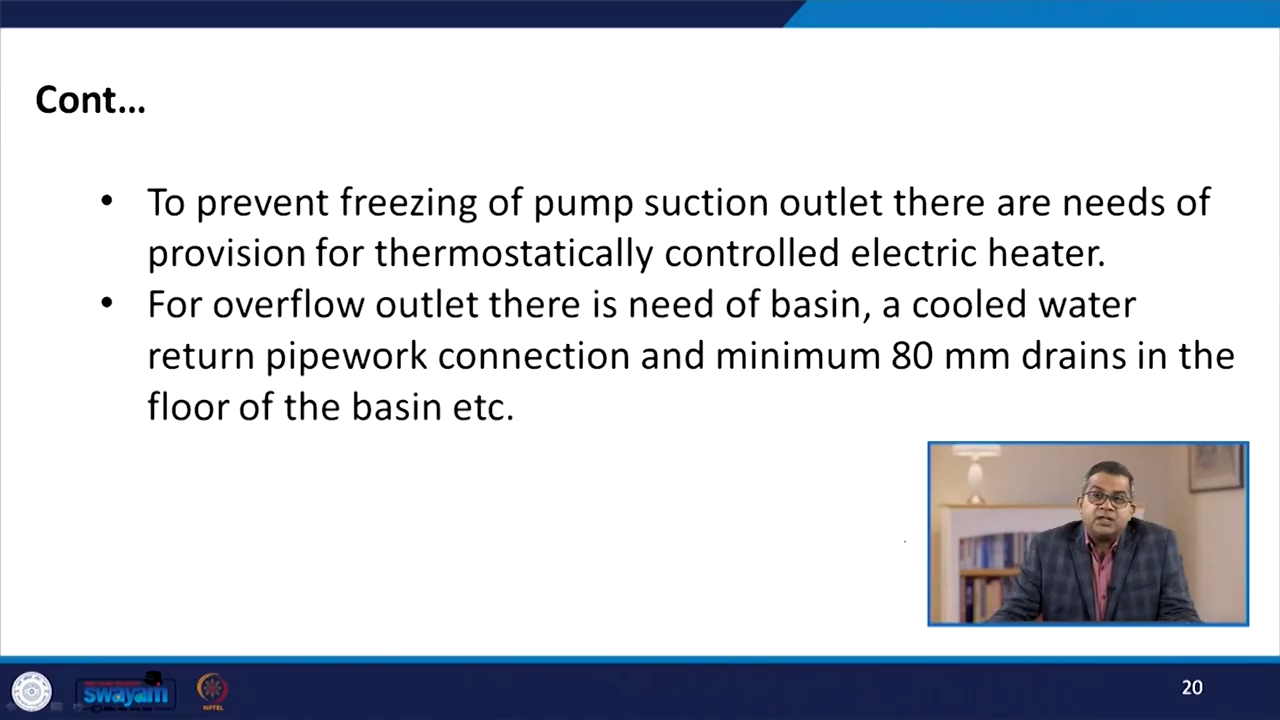 Cont...
• To prevent freezing of pump suction outlet there are needs of
provision for thermostatically controlled electric heater.
• For overflow outlet there is need of basin, a cooled water
return pipework connection and minimum 80 mm drains in the
floor of the basin etc.
swayam
NPTEL
20